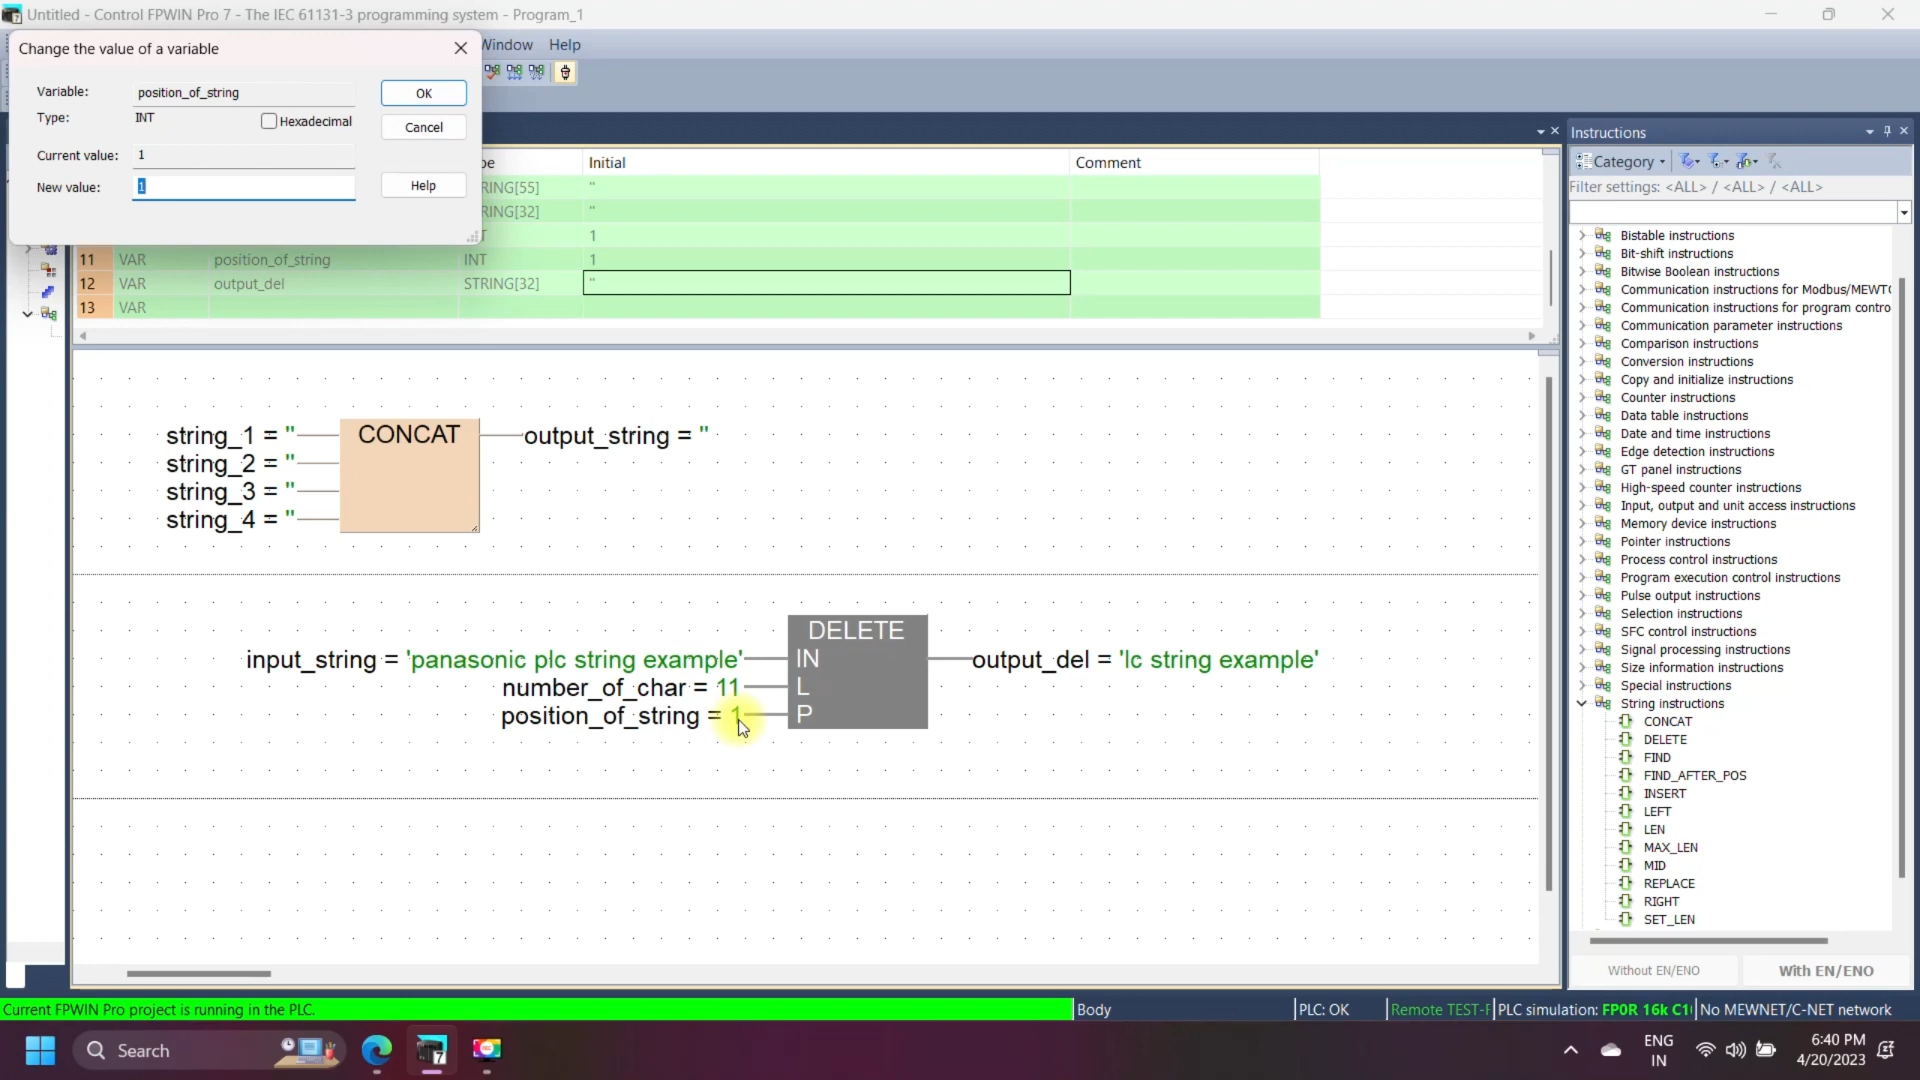 Untitled - Control FPWIN Pro 7 - The IEC 61131-3 programming system - Program_1
Change the value of a variable
Window Help
Variable: position_of_string
Type: INT
Hexadecimal
Current value: 1
New value: 1
OK
Cancel
Help
Initial Comment
RING[55] ''
RING[32] ''
1
11 VAR position_of_string INT 1
12 VAR output_del STRING[32] ''
13 VAR
string_1 = ''
string_2 = ''
string_3 = ''
string_4 = ''
CONCAT
output_string = ''
DELETE
input_string = 'panasonic plc string example' IN
number_of_char = 11 L
position_of_string = 1 P
output_del = 'lc string example'
Instructions
Category
Filter settings: <ALL> / <ALL> / <ALL>
Bistable instructions
Bit-shift instructions
Bitwise Boolean instructions
Communication instructions for Modbus/MEWT
Communication instructions for program contro
Communication parameter instructions
Comparison instructions
Conversion instructions
Copy and initialize instructions
Counter instructions
Data table instructions
Date and time instructions
Edge detection instructions
GT panel instructions
High-speed counter instructions
Input, output and unit access instructions
Memory device instructions
Pointer instructions
Process control instructions
Program execution control instructions
Pulse output instructions
Selection instructions
SFC control instructions
Signal processing instructions
Size information instructions
Special instructions
String instructions
CONCAT
DELETE
FIND
FIND_AFTER_POS
INSERT
LEFT
LEN
MAX_LEN
MID
REPLACE
RIGHT
SET_LEN
Without EN/ENO With EN/ENO
Current FPWIN Pro project is running in the PLC. Body PLC: OK Remote TEST-F PLC simulation: FP0R 16k C1 No MEWNET/C-NET network
Search
ENG
IN
6:40 PM
4/20/2023